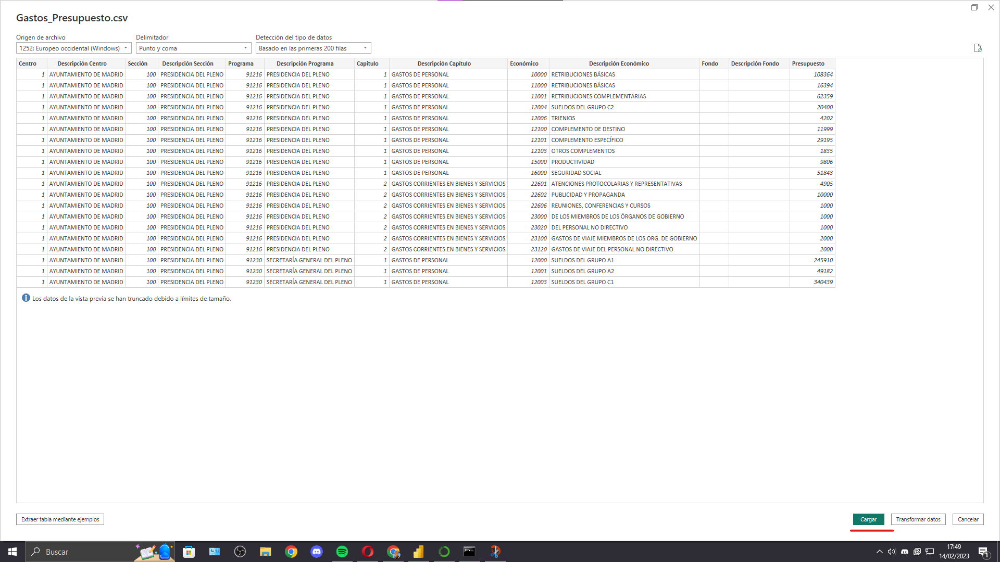 Gastos_Presupuesto.csv
Origen de archivo Delimitador Detección del tipo de datos
1252: Europeo occidental (Windows) Punto y coma Basado en las primeras 200 filas
Centro Descripción Centro Sección Descripción Sección Programa Descripción Programa Capítulo Descripción Capítulo Económico Descripción Económico Fondo Descripción Fondo Presupuesto
1 AYUNTAMIENTO DE MADRID 100 PRESIDENCIA DEL PLENO 91216 PRESIDENCIA DEL PLENO 1 GASTOS DE PERSONAL 10000 RETRIBUCIONES BÁSICAS 108364
1 AYUNTAMIENTO DE MADRID 100 PRESIDENCIA DEL PLENO 91216 PRESIDENCIA DEL PLENO 1 GASTOS DE PERSONAL 11000 RETRIBUCIONES BÁSICAS 16394
1 AYUNTAMIENTO DE MADRID 100 PRESIDENCIA DEL PLENO 91216 PRESIDENCIA DEL PLENO 1 GASTOS DE PERSONAL 11001 RETRIBUCIONES COMPLEMENTARIAS 62359
1 AYUNTAMIENTO DE MADRID 100 PRESIDENCIA DEL PLENO 91216 PRESIDENCIA DEL PLENO 1 GASTOS DE PERSONAL 12004 SUELDOS DEL GRUPO C2 20400
1 AYUNTAMIENTO DE MADRID 100 PRESIDENCIA DEL PLENO 91216 PRESIDENCIA DEL PLENO 1 GASTOS DE PERSONAL 12006 TRIENIOS 4202
1 AYUNTAMIENTO DE MADRID 100 PRESIDENCIA DEL PLENO 91216 PRESIDENCIA DEL PLENO 1 GASTOS DE PERSONAL 12100 COMPLEMENTO DE DESTINO 11999
1 AYUNTAMIENTO DE MADRID 100 PRESIDENCIA DEL PLENO 91216 PRESIDENCIA DEL PLENO 1 GASTOS DE PERSONAL 12101 COMPLEMENTO ESPECÍFICO 29195
1 AYUNTAMIENTO DE MADRID 100 PRESIDENCIA DEL PLENO 91216 PRESIDENCIA DEL PLENO 1 GASTOS DE PERSONAL 12103 OTROS COMPLEMENTOS 1835
1 AYUNTAMIENTO DE MADRID 100 PRESIDENCIA DEL PLENO 91216 PRESIDENCIA DEL PLENO 1 GASTOS DE PERSONAL 15000 PRODUCTIVIDAD 9806
1 AYUNTAMIENTO DE MADRID 100 PRESIDENCIA DEL PLENO 91216 PRESIDENCIA DEL PLENO 1 GASTOS DE PERSONAL 16000 SEGURIDAD SOCIAL 51843
1 AYUNTAMIENTO DE MADRID 100 PRESIDENCIA DEL PLENO 91216 PRESIDENCIA DEL PLENO 2 GASTOS CORRIENTES EN BIENES Y SERVICIOS 22601 ATENCIONES PROTOCOLARIAS Y REPRESENTATIVAS 4905
1 AYUNTAMIENTO DE MADRID 100 PRESIDENCIA DEL PLENO 91216 PRESIDENCIA DEL PLENO 2 GASTOS CORRIENTES EN BIENES Y SERVICIOS 22602 PUBLICIDAD Y PROPAGANDA 10000
1 AYUNTAMIENTO DE MADRID 100 PRESIDENCIA DEL PLENO 91216 PRESIDENCIA DEL PLENO 2 GASTOS CORRIENTES EN BIENES Y SERVICIOS 22606 REUNIONES, CONFERENCIAS Y CURSOS 1000
1 AYUNTAMIENTO DE MADRID 100 PRESIDENCIA DEL PLENO 91216 PRESIDENCIA DEL PLENO 2 GASTOS CORRIENTES EN BIENES Y SERVICIOS 23000 DE LOS MIEMBROS DE LOS ÓRGANOS DE GOBIERNO 1000
1 AYUNTAMIENTO DE MADRID 100 PRESIDENCIA DEL PLENO 91216 PRESIDENCIA DEL PLENO 2 GASTOS CORRIENTES EN BIENES Y SERVICIOS 23020 DEL PERSONAL NO DIRECTIVO 1000
1 AYUNTAMIENTO DE MADRID 100 PRESIDENCIA DEL PLENO 91216 PRESIDENCIA DEL PLENO 2 GASTOS CORRIENTES EN BIENES Y SERVICIOS 23100 GASTOS DE VIAJE MIEMBROS DE LOS ORG. DE GOBIERNO 2000
1 AYUNTAMIENTO DE MADRID 100 PRESIDENCIA DEL PLENO 91216 PRESIDENCIA DEL PLENO 2 GASTOS CORRIENTES EN BIENES Y SERVICIOS 23120 GASTOS DE VIAJE DEL PERSONAL NO DIRECTIVO 2000
1 AYUNTAMIENTO DE MADRID 100 PRESIDENCIA DEL PLENO 91230 SECRETARÍA GENERAL DEL PLENO 1 GASTOS DE PERSONAL 12000 SUELDOS DEL GRUPO A1 245910
1 AYUNTAMIENTO DE MADRID 100 PRESIDENCIA DEL PLENO 91230 SECRETARÍA GENERAL DEL PLENO 1 GASTOS DE PERSONAL 12001 SUELDOS DEL GRUPO A2 49182
1 AYUNTAMIENTO DE MADRID 100 PRESIDENCIA DEL PLENO 91230 SECRETARÍA GENERAL DEL PLENO 1 GASTOS DE PERSONAL 12003 SUELDOS DEL GRUPO C1 340439
Los datos de la vista previa se han truncado debido a límites de tamaño.
Extraer tabla mediante ejemplos Cargar Transformar datos Cancelar
Buscar
17:49
14/02/2023
1